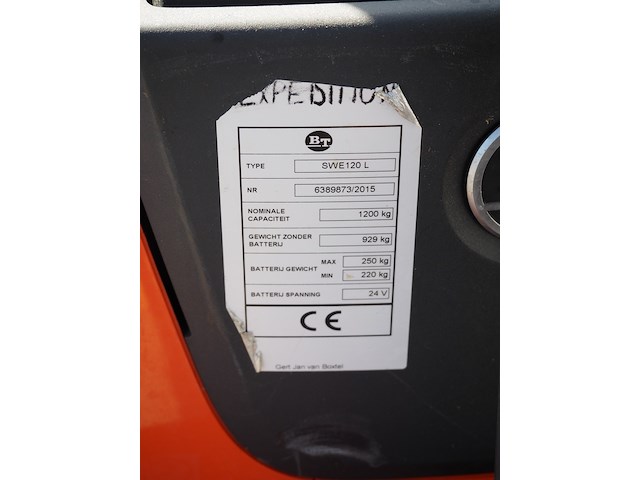 EXPEDITION
BT
TYPE SWE120 L
NR 6389873/2015
NOMINALE CAPACITEIT 1200 kg
GEWICHT ZONDER BATTERIJ 929 kg
BATTERIJ GEWICHT MAX 250 kg
MIN 220 kg
BATTERIJ SPANNING 24 V
CE
Gert Jan van Boxtel